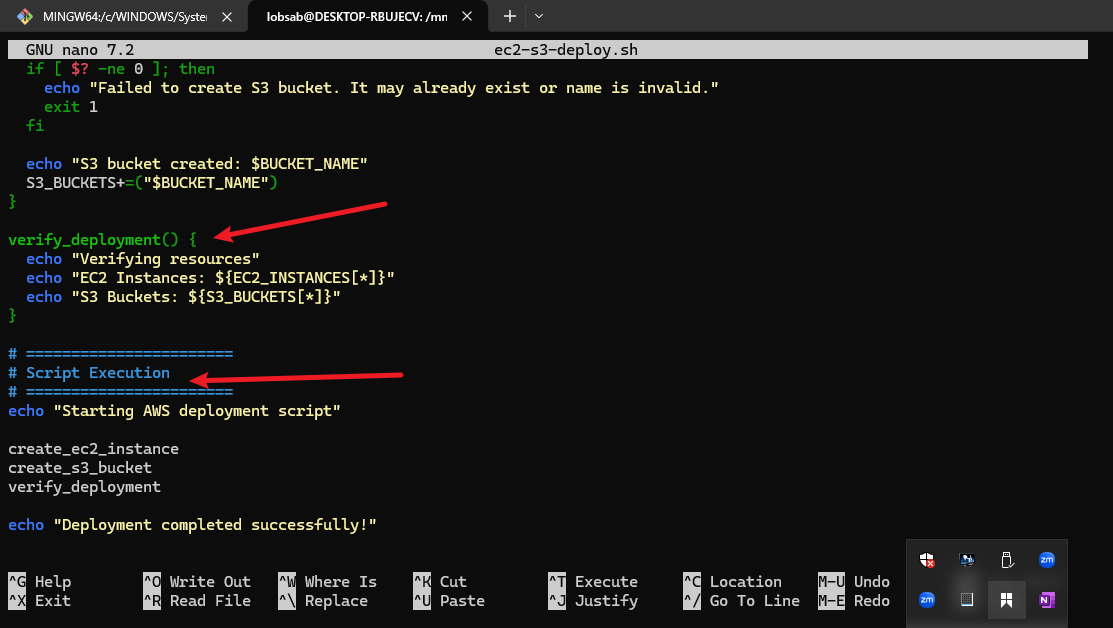 MINGW64:/c/WINDOWS/Syster
lobsab@DESKTOP-RBUJECV: /mn
GNU nano 7.2 ec2-s3-deploy.sh
if [ $? -ne 0 ]; then
echo "Failed to create S3 bucket. It may already exist or name is invalid."
exit 1
fi
echo "S3 bucket created: $BUCKET_NAME"
S3_BUCKETS+=("$BUCKET_NAME")
}
verify_deployment() {
echo "Verifying resources"
echo "EC2 Instances: ${EC2_INSTANCES[*]}"
echo "S3 Buckets: ${S3_BUCKETS[*]}"
}
# =======================
# Script Execution
# =======================
echo "Starting AWS deployment script"
create_ec2_instance
create_s3_bucket
verify_deployment
echo "Deployment completed successfully!"
^G Help ^O Write Out ^W Where Is ^K Cut ^T Execute ^C Location M-U Undo
^X Exit ^R Read File ^\ Replace ^U Paste ^J Justify ^/ Go To Line M-E Redo
zm
zm
N